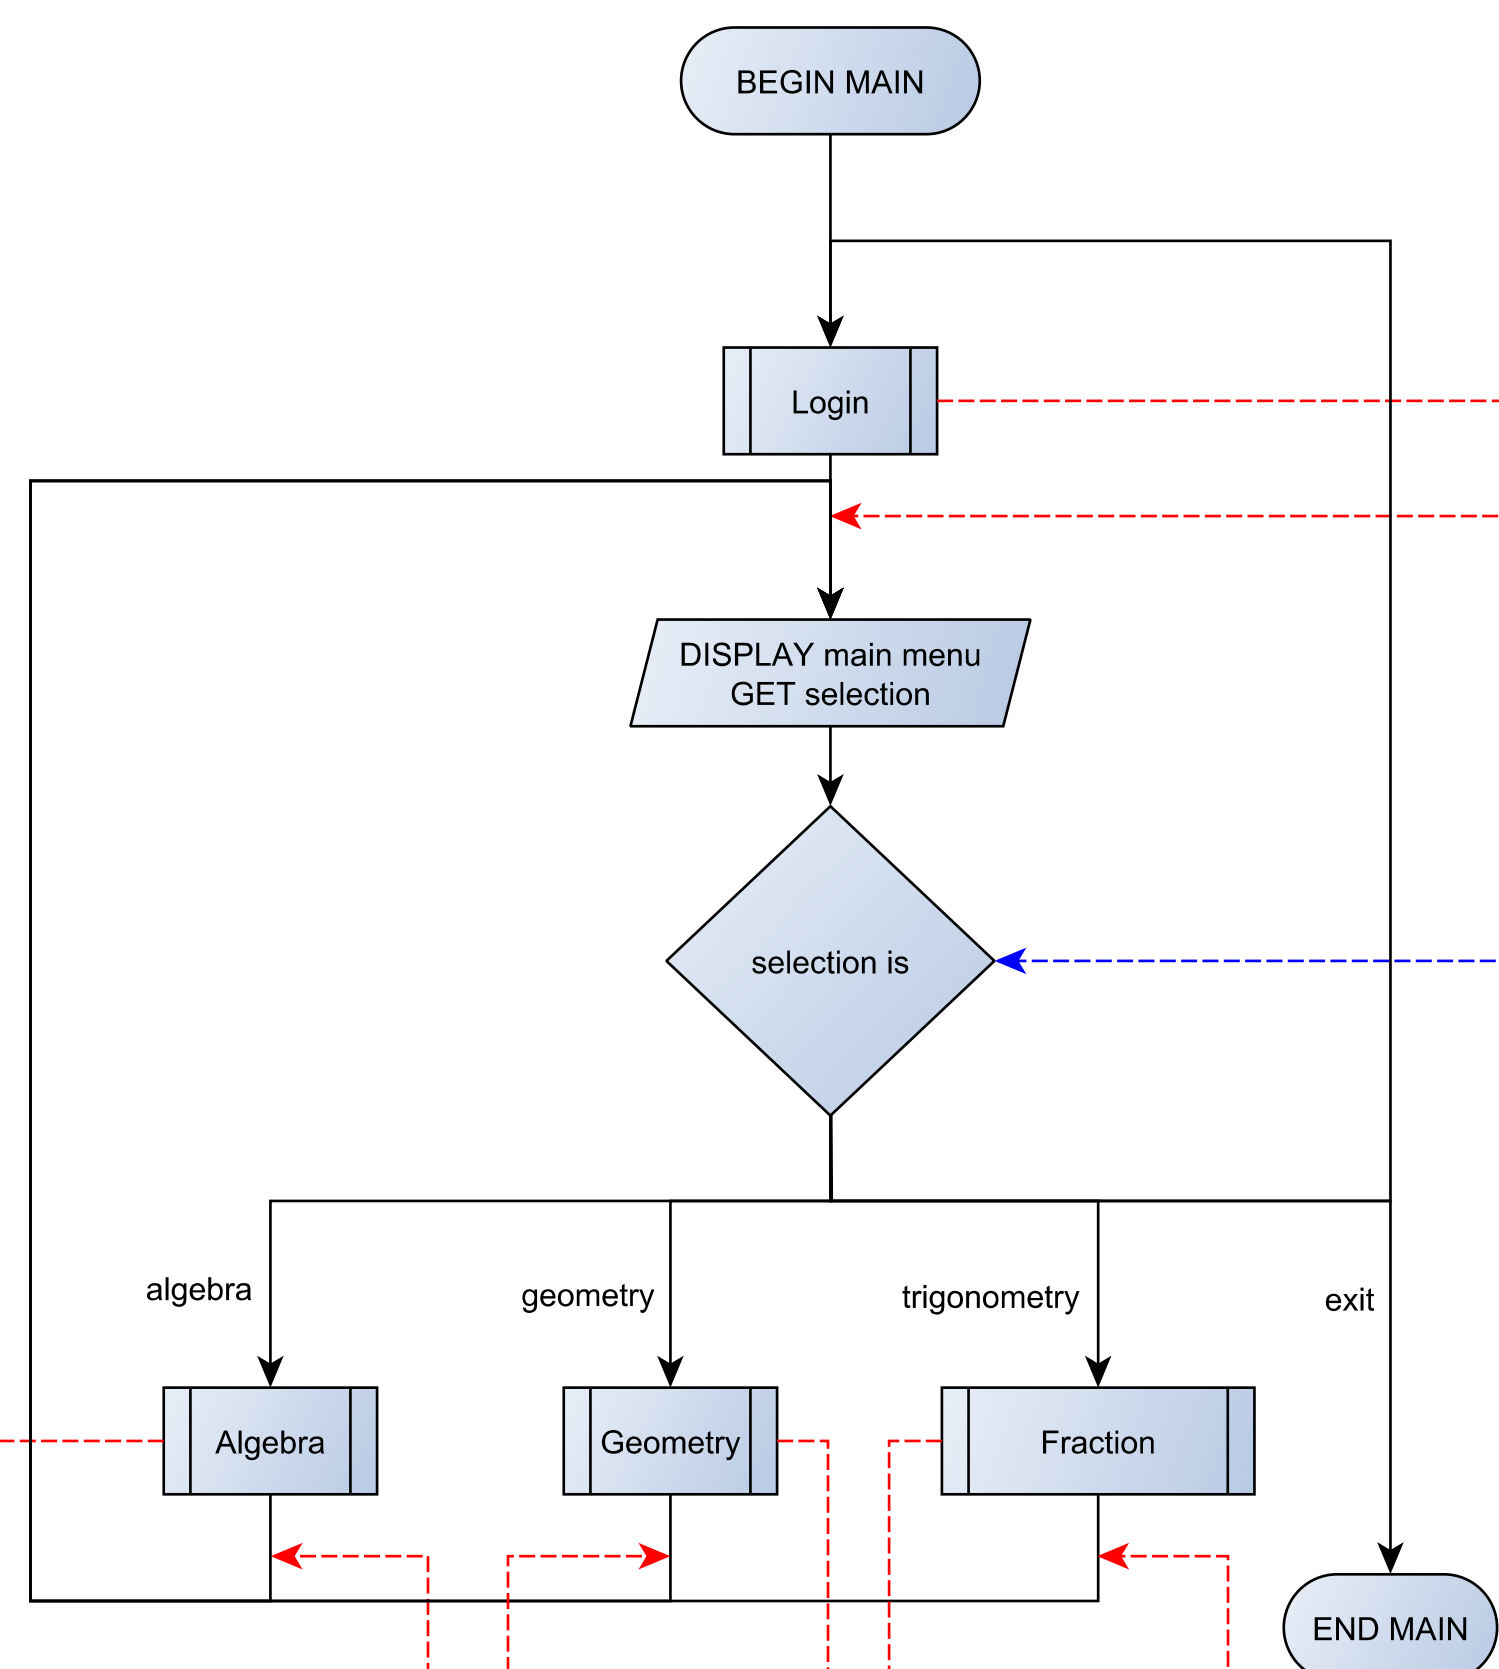 BEGIN MAIN
Login
DISPLAY main menu
GET selection
selection is
algebra
geometry
trigonometry
exit
Algebra
Geometry
Fraction
END MAIN